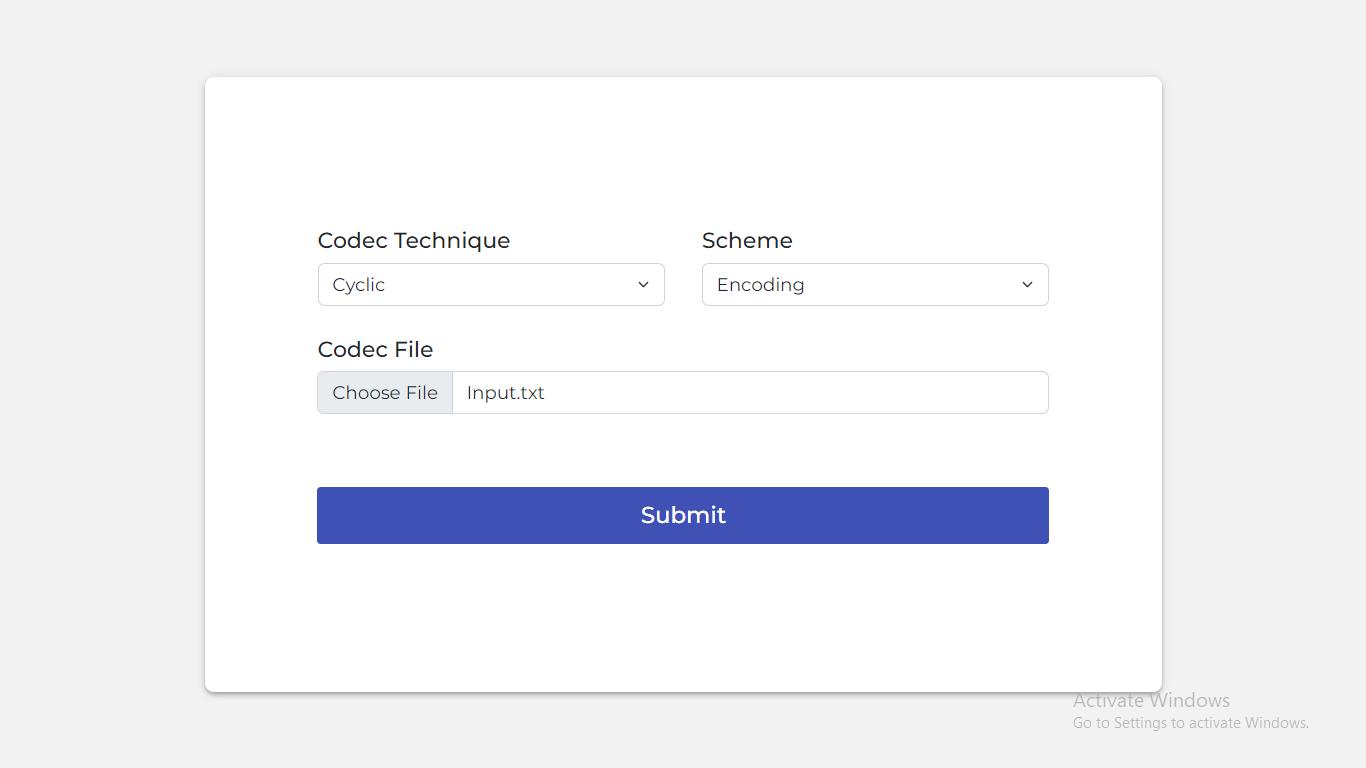 Codec Technique
Scheme
Cyclic
Encoding
Codec File
Choose File
Input.txt
Submit
Activate Windows
Go to Settings to activate Windows.